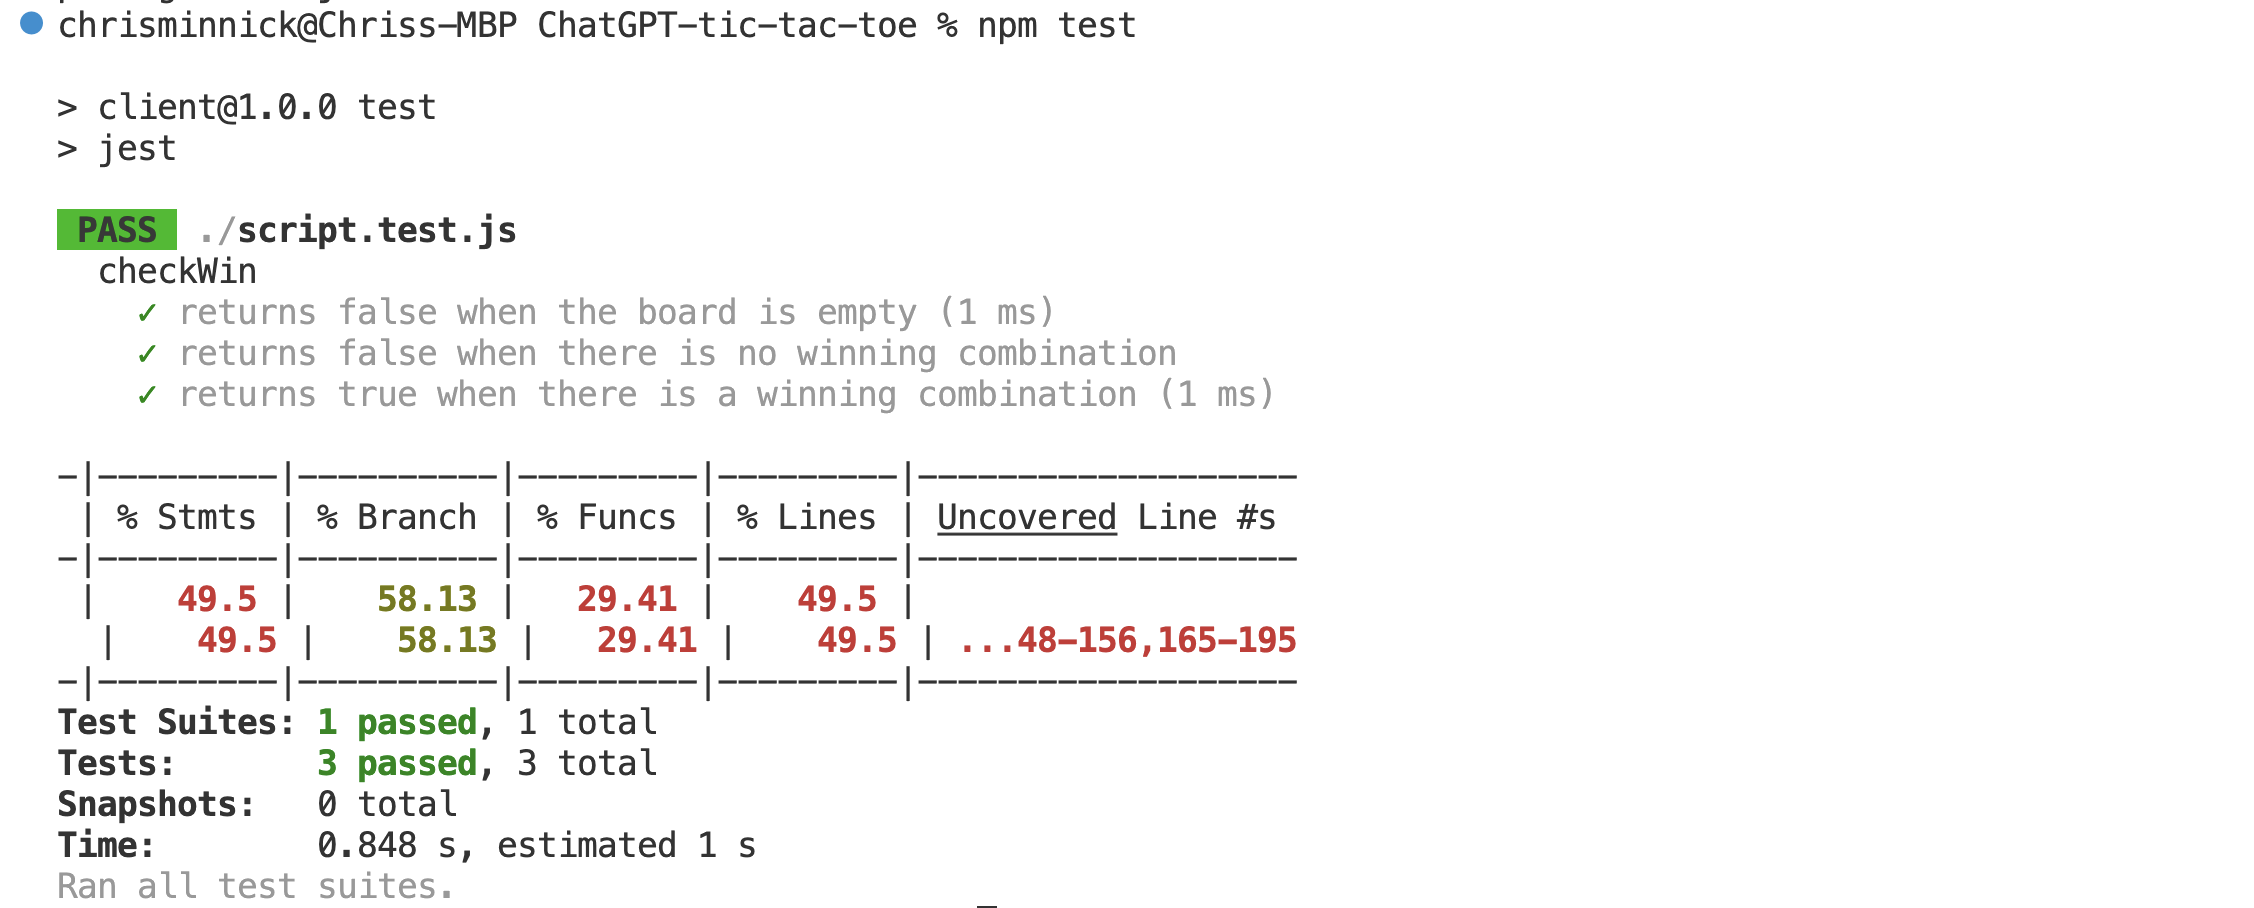 chrisminnick@Chriss-MBP ChatGPT-tic-tac-toe % npm test
> client@1.0.0 test
> jest
PASS ./script.test.js
checkWin
✓ returns false when the board is empty (1 ms)
✓ returns false when there is no winning combination
✓ returns true when there is a winning combination (1 ms)
-|---------|----------|---------|---------|-------------------
| % Stmts | % Branch | % Funcs | % Lines | Uncovered Line #s
-|---------|----------|---------|---------|-------------------
| 49.5 | 58.13 | 29.41 | 49.5 |
| 49.5 | 58.13 | 29.41 | 49.5 | ...48-156,165-195
-|---------|----------|---------|---------|-------------------
Test Suites: 1 passed, 1 total
Tests: 3 passed, 3 total
Snapshots: 0 total
Time: 0.848 s, estimated 1 s
Ran all test suites.